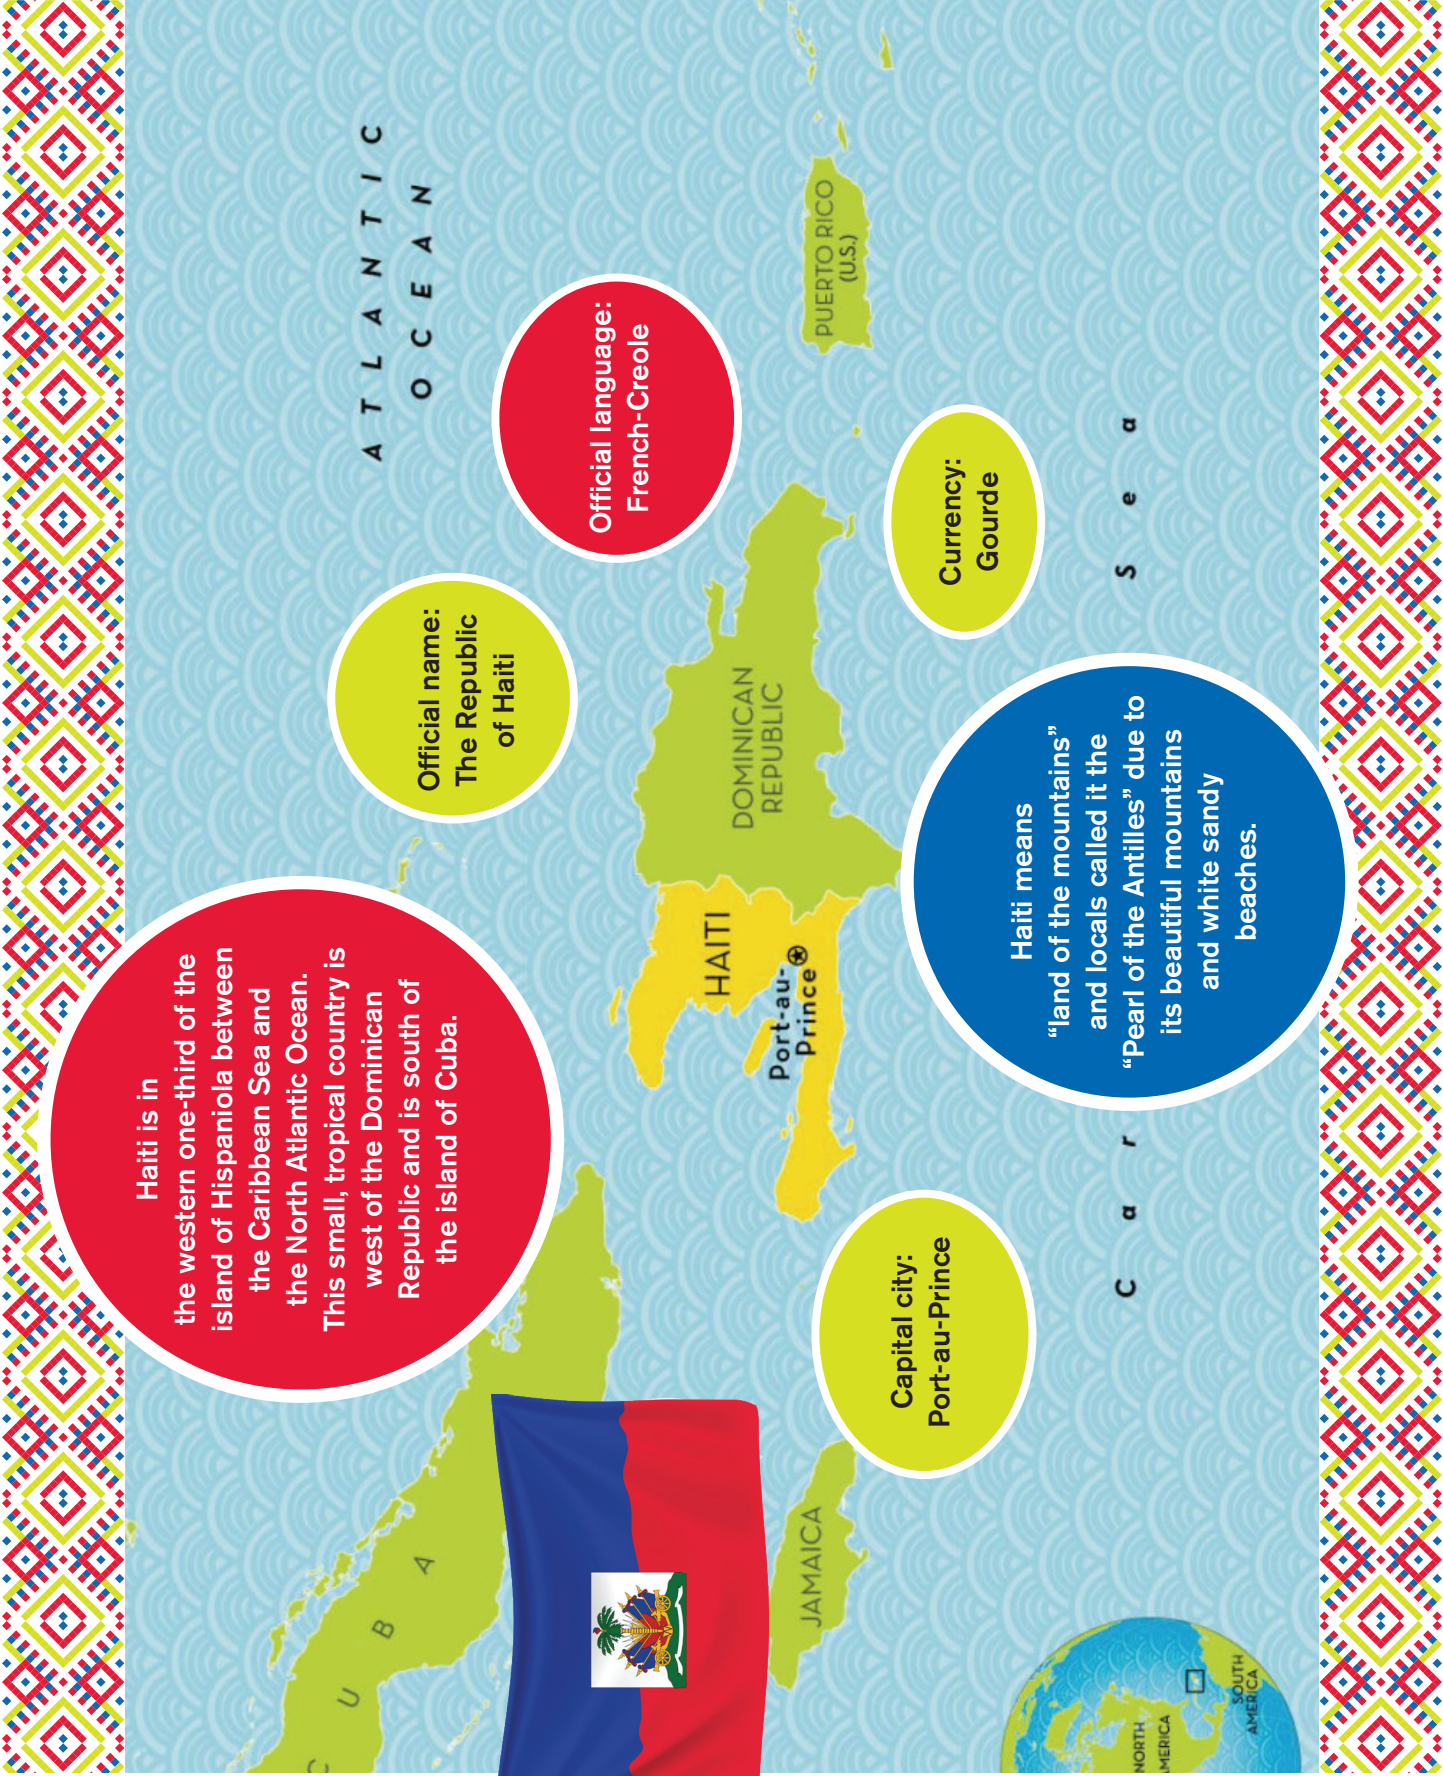 ATLANTIC
OCEAN
Haiti is in
the western one-third of the
island of Hispaniola between
the Caribbean Sea and
the North Atlantic Ocean.
This small, tropical country is
west of the Dominican
Republic and is south of
the island of Cuba.
Official name:
The Republic
of Haiti
Official language:
French-Creole
CUBA
HAITI
Port-au-
Prince
DOMINICAN
REPUBLIC
PUERTO RICO
(U.S.)
JAMAICA
Capital city:
Port-au-Prince
Currency:
Gourde
Haiti means
“land of the mountains”
and locals called it the
“Pearl of the Antilles” due to
its beautiful mountains
and white sandy
beaches.
Car
Sea
NORTH
MERICA
SOUTH
AMERICA